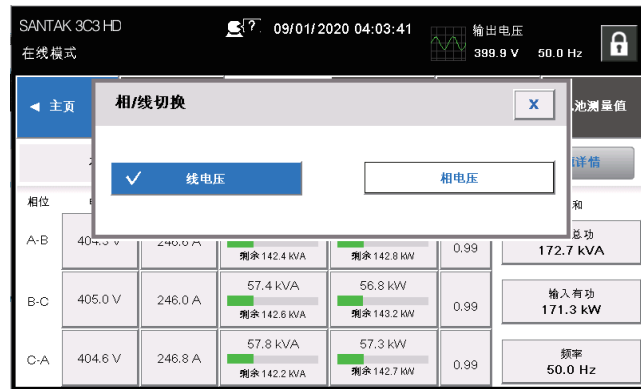 SANTAK 3C3 HD
在线模式
? 09/01/2020 04:03:41
输出电压
399.9 V 50.0 Hz
◀ 主页
池测量值
相/线切换
X
✓ 线电压
相电压
详情
相位
和
A-B
404.5 V
246.6 A
剩余 142.4 kVA
剩余 142.8 kW
0.99
总功
172.7 kVA
B-C
405.0 V
246.0 A
57.4 kVA
剩余 142.6 kVA
56.8 kW
剩余 143.2 kW
0.99
输入有功
171.3 kW
C-A
404.6 V
246.8 A
57.8 kVA
剩余 142.2 kVA
57.3 kW
剩余 142.7 kW
0.99
频率
50.0 Hz